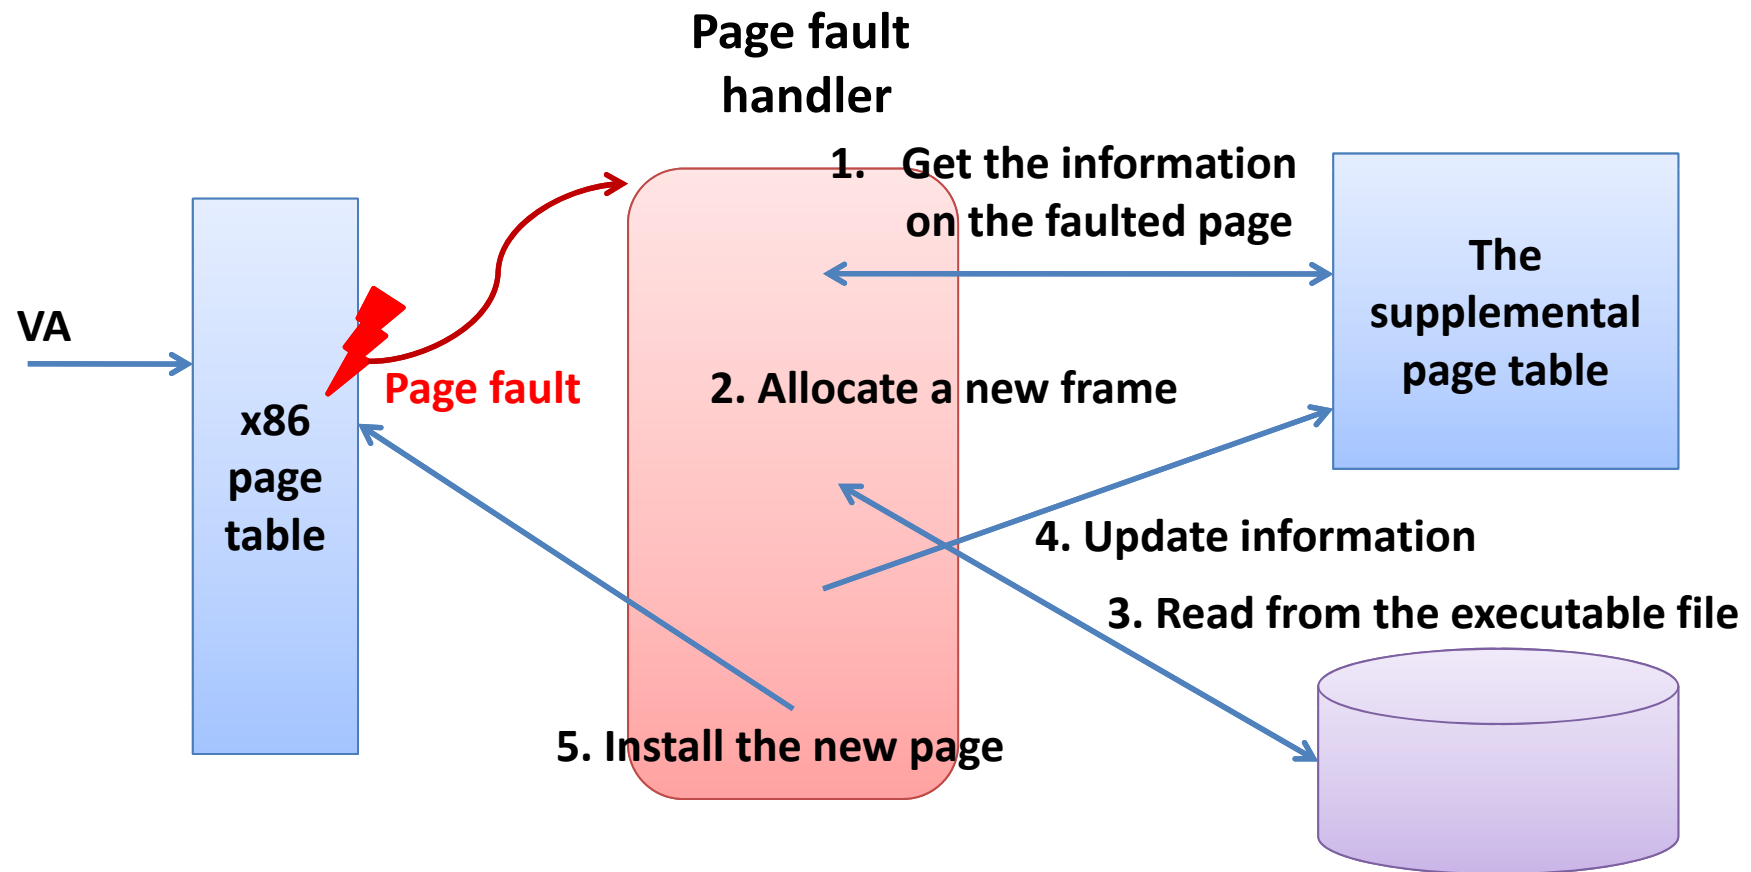 Page fault
handler
1. Get the information
on the faulted page
The
supplemental
page table
VA
Page fault
2. Allocate a new frame
x86
page
table
4. Update information
3. Read from the executable file
5. Install the new page